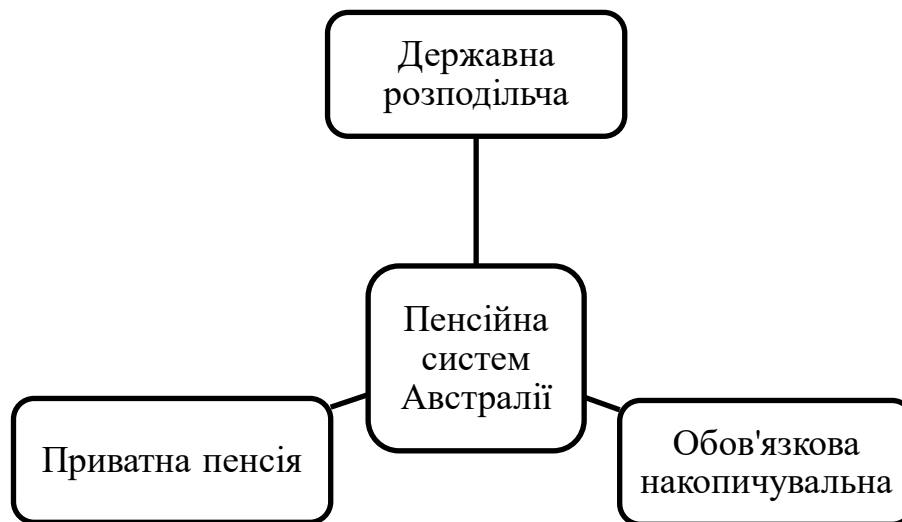 Державна
розподільча
Пенсійна
систем
Австралії
Приватна пенсія
Обов'язкова
накопичувальна